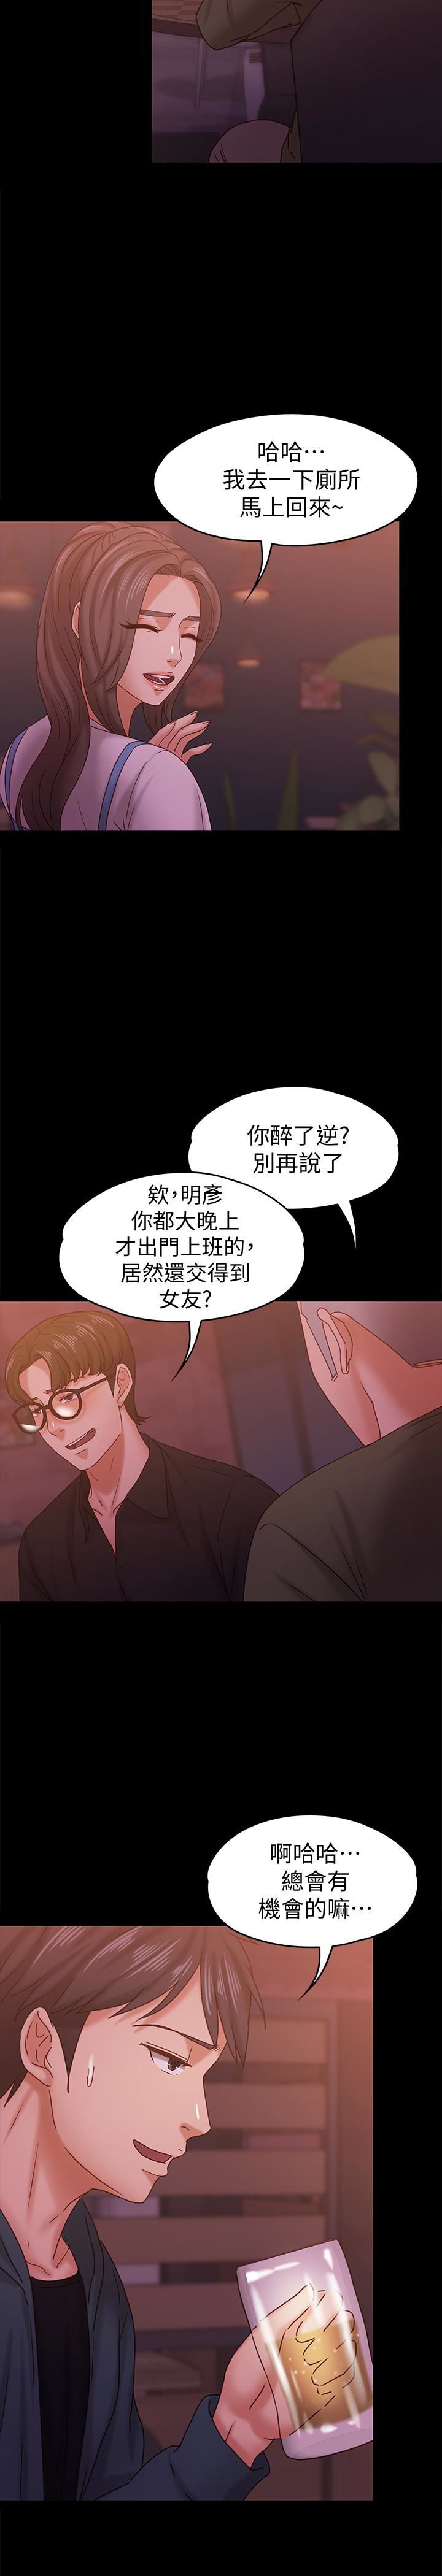 哈哈⋯
我去一下廁所
馬上回來~
你醉了逆?
別再說了
欸,明彥
你都大晚上
才出門上班的,
居然還交得到
女友?
啊哈哈⋯
總會有
機會的嘛⋯